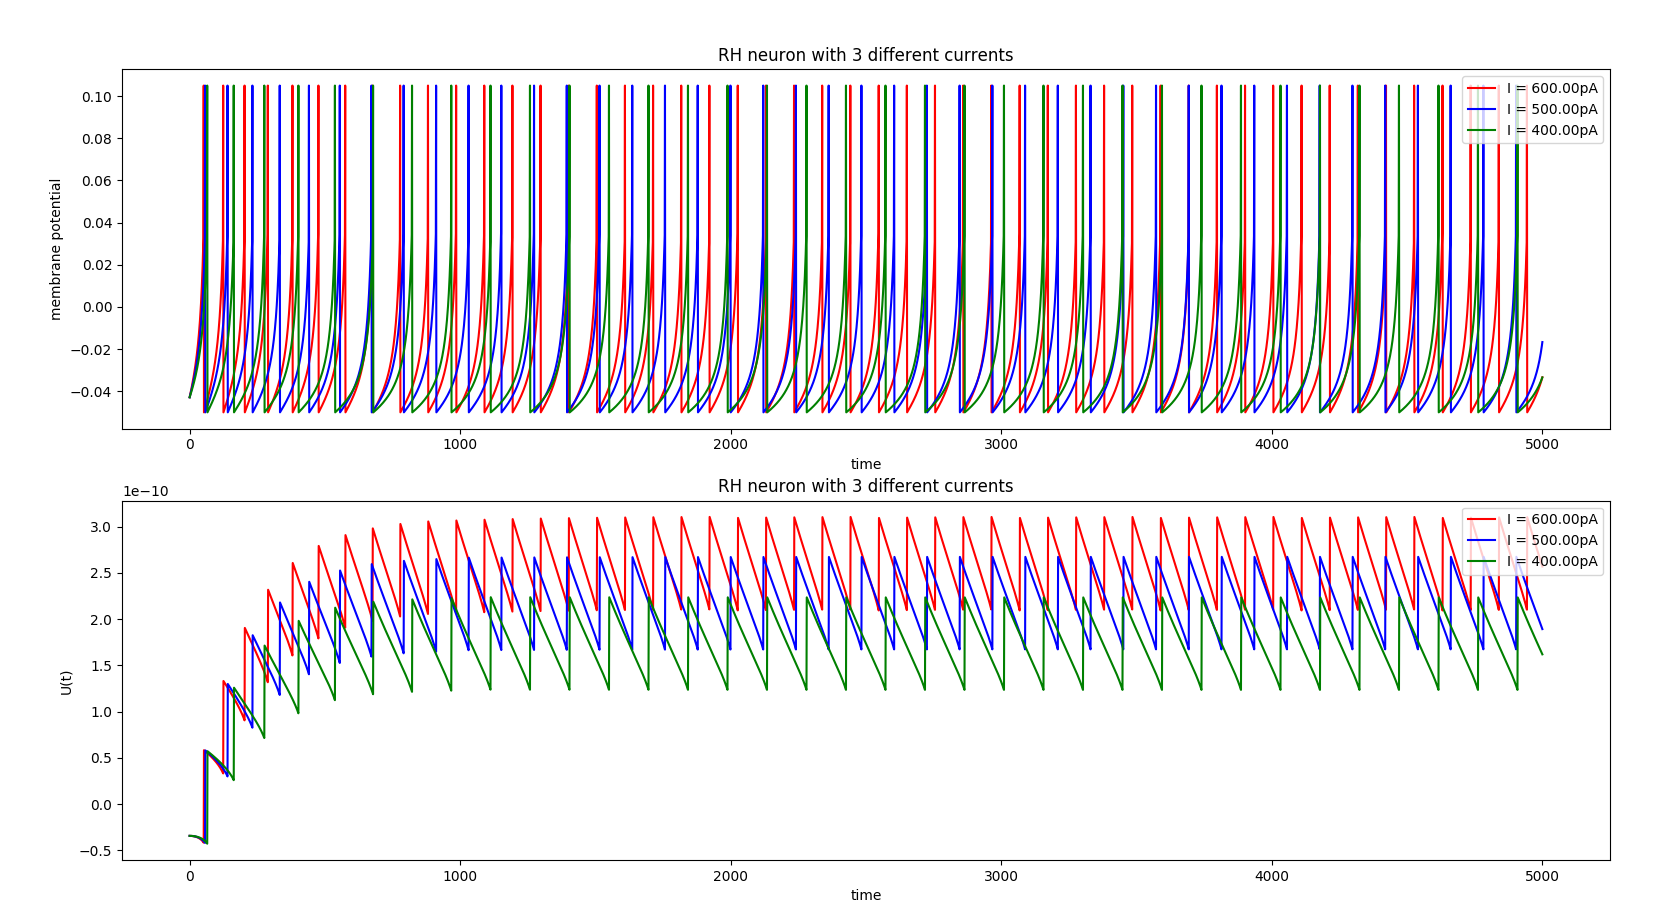 RH neuron with 3 different currents
membrane potential
0.10
0.08
0.06
0.04
0.02
0.00
−0.02
−0.04
I = 600.00pA
I = 500.00pA
I = 400.00pA
0 1000 2000 3000 4000 5000
time
1e−10
RH neuron with 3 different currents
U(t)
3.0
2.5
2.0
1.5
1.0
0.5
0.0
−0.5
I = 600.00pA
I = 500.00pA
I = 400.00pA
0 1000 2000 3000 4000 5000
time